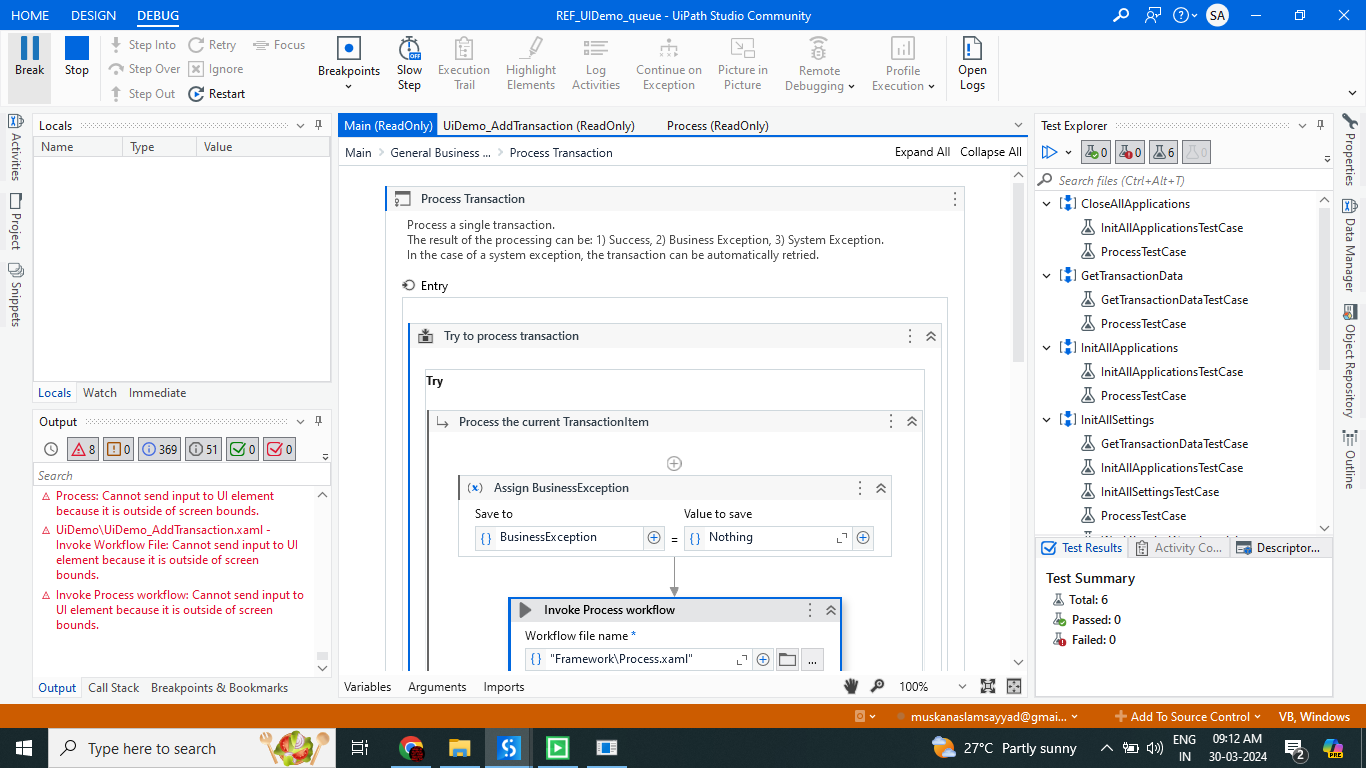 HOME DESIGN DEBUG
REF_UIDemo_queue - UiPath Studio Community
SA
Break
Stop
Step Into
Step Over
Step Out
Retry
Ignore
Restart
Focus
Breakpoints
Slow Step
Execution Trail
Highlight Elements
Log Activities
Continue on Exception
Picture in Picture
Remote Debugging
Profile Execution
Open Logs
Activities
Project
Snippets
Locals
Name Type Value
Locals Watch Immediate
Output
8 0 369 51 0 0
Search
Process: Cannot send input to UI element
because it is outside of screen bounds.
UiDemo\UiDemo_AddTransaction.xaml -
Invoke Workflow File: Cannot send input to UI
element because it is outside of screen
bounds.
Invoke Process workflow: Cannot send input to
UI element because it is outside of screen
bounds.
Output Call Stack Breakpoints & Bookmarks
Main (ReadOnly) UiDemo_AddTransaction (ReadOnly) Process (ReadOnly)
Main > General Business ... > Process Transaction
Expand All Collapse All
Process Transaction
Process a single transaction.
The result of the processing can be: 1) Success, 2) Business Exception, 3) System Exception.
In the case of a system exception, the transaction can be automatically retried.
Entry
Try to process transaction
Try
Process the current TransactionItem
(x) Assign BusinessException
Save to Value to save
{} BusinessException = {} Nothing
Invoke Process workflow
Workflow file name *
{} "Framework\Process.xaml" ...
Variables Arguments Imports
100%
Test Explorer
0 0 6 0
Search files (Ctrl+Alt+T)
CloseAllApplications
InitAllApplicationsTestCase
ProcessTestCase
GetTransactionData
GetTransactionDataTestCase
ProcessTestCase
InitAllApplications
InitAllApplicationsTestCase
ProcessTestCase
InitAllSettings
GetTransactionDataTestCase
InitAllApplicationsTestCase
InitAllSettingsTestCase
ProcessTestCase
Test Results Activity Co... Descriptor...
Test Summary
Total: 6
Passed: 0
Failed: 0
Properties
Data Manager
Object Repository
Outline
muskanaslamsayyad@gmai...
Add To Source Control
VB, Windows
Type here to search
27°C Partly sunny
ENG
IN
09:12 AM
30-03-2024
2
PRE